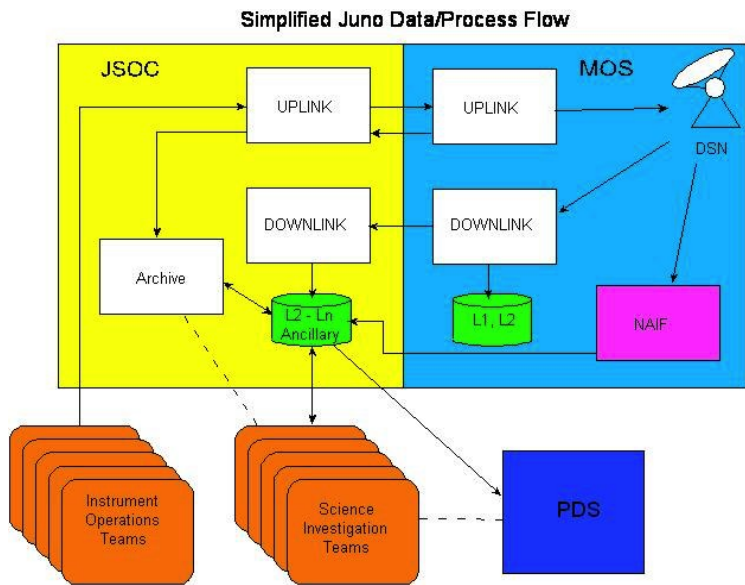 Simplified Juno Data/Process Flow
JSOC
MOS
UPLINK
UPLINK
DSN
DOWNLINK
DOWNLINK
Archive
L2 - Ln
Ancillary
L1, L2
NAIF
Instrument
Operations
Teams
Science
Investigation
Teams
PDS